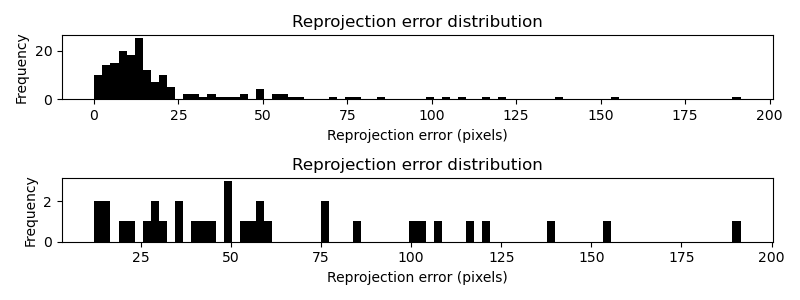 Reprojection error distribution
Frequency
20
0
0 25 50 75 100 125 150 175 200
Reprojection error (pixels)
Reprojection error distribution
Frequency
2
0
25 50 75 100 125 150 175 200
Reprojection error (pixels)